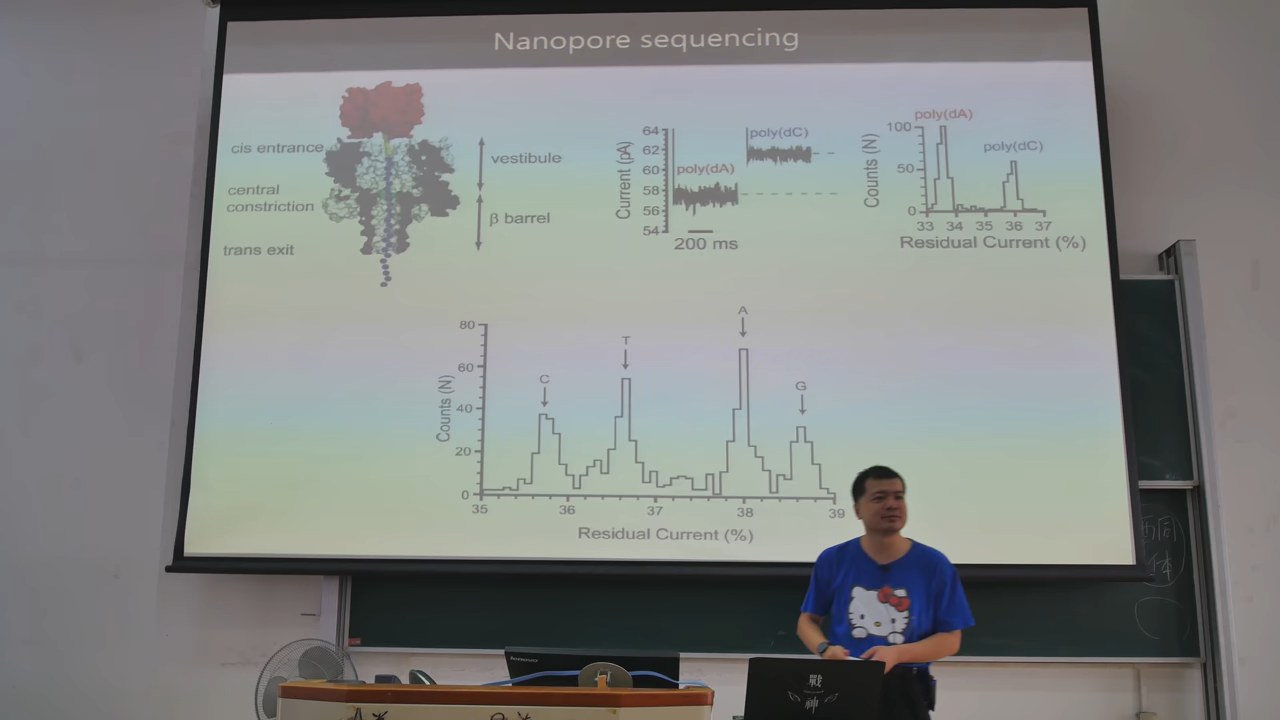 Nanopore sequencing
cis entrance
central
constriction
trans exit
vestibule
β barrel
Current (pA)
64
62
60
58
56
54
poly(dA)
poly(dC)
200 ms
Counts (N)
100
50
0
poly(dA)
poly(dC)
33 34 35 36 37
Residual Current (%)
Counts (N)
80
60
40
20
0
C
T
A
G
35 36 37 38 39
Residual Current (%)
lenovo
戰
神